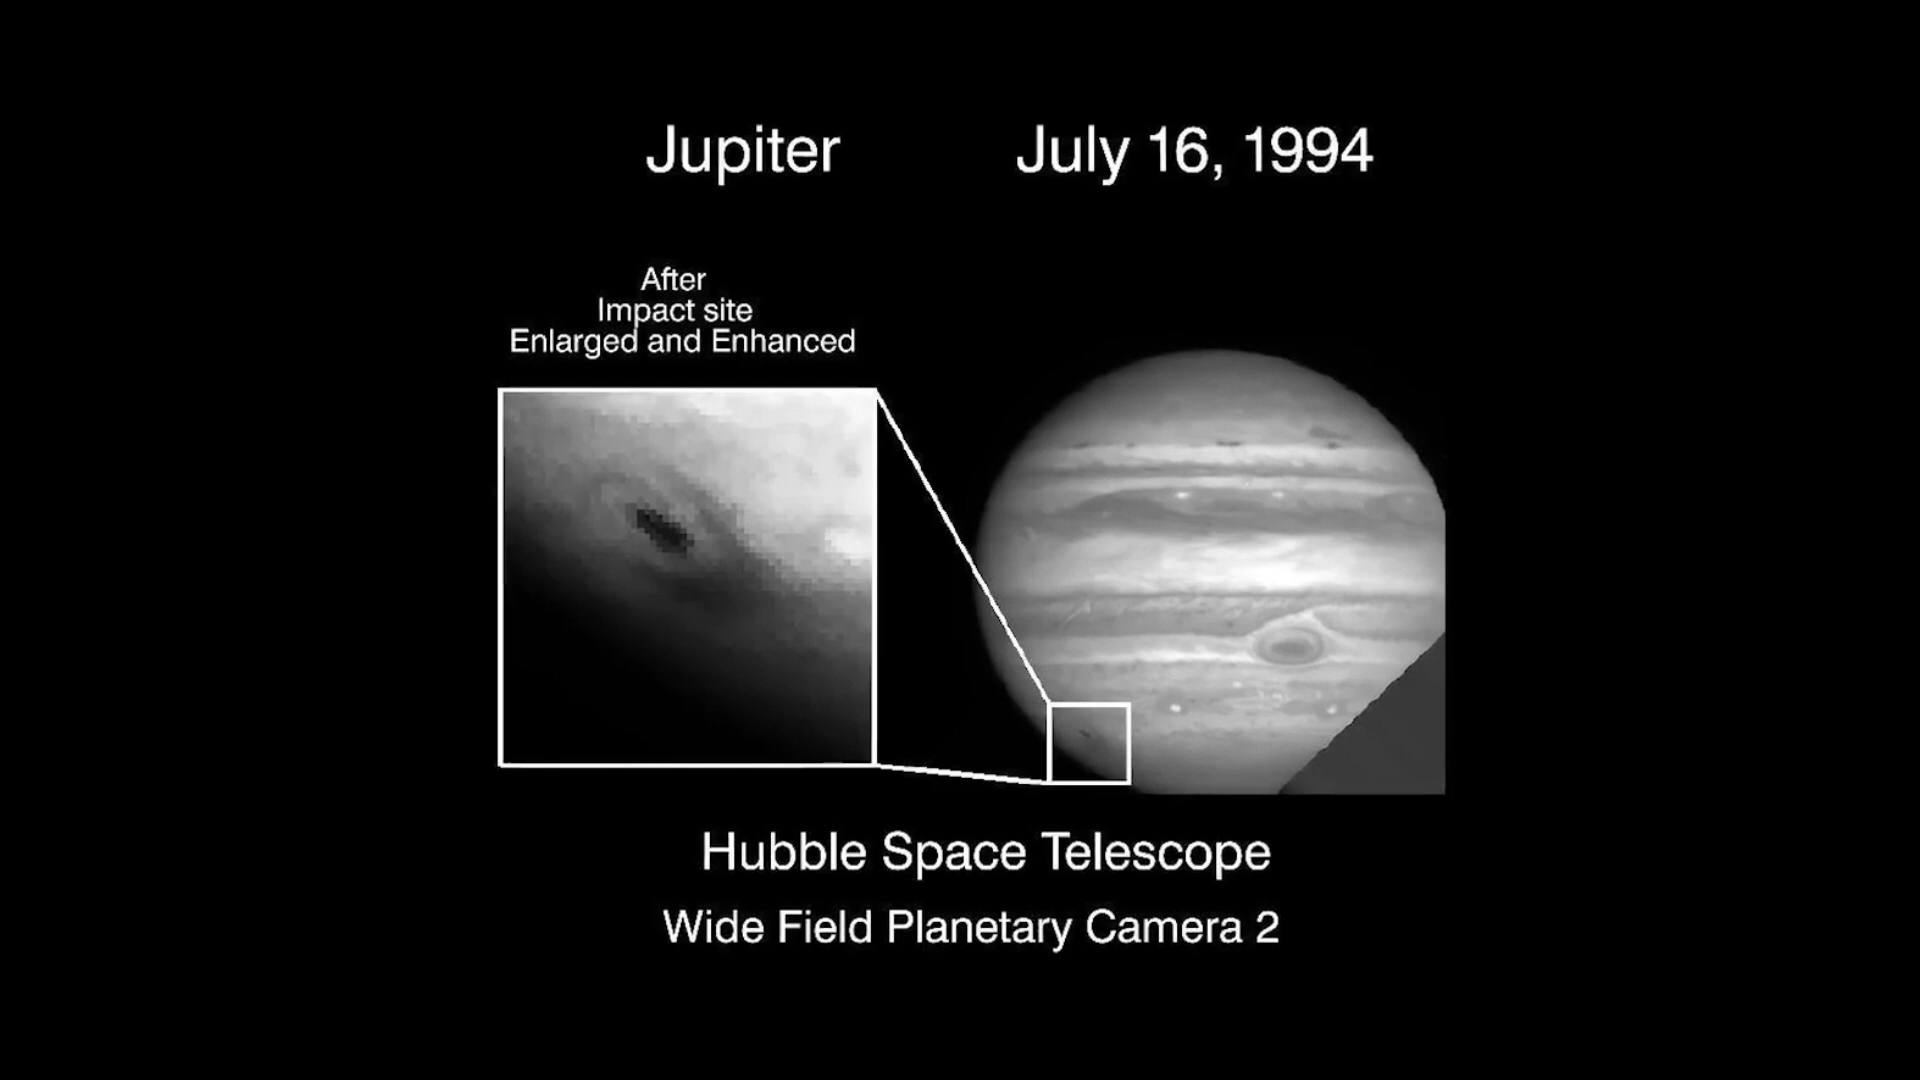 Jupiter July 16, 1994
After
Impact site
Enlarged and Enhanced
Hubble Space Telescope
Wide Field Planetary Camera 2